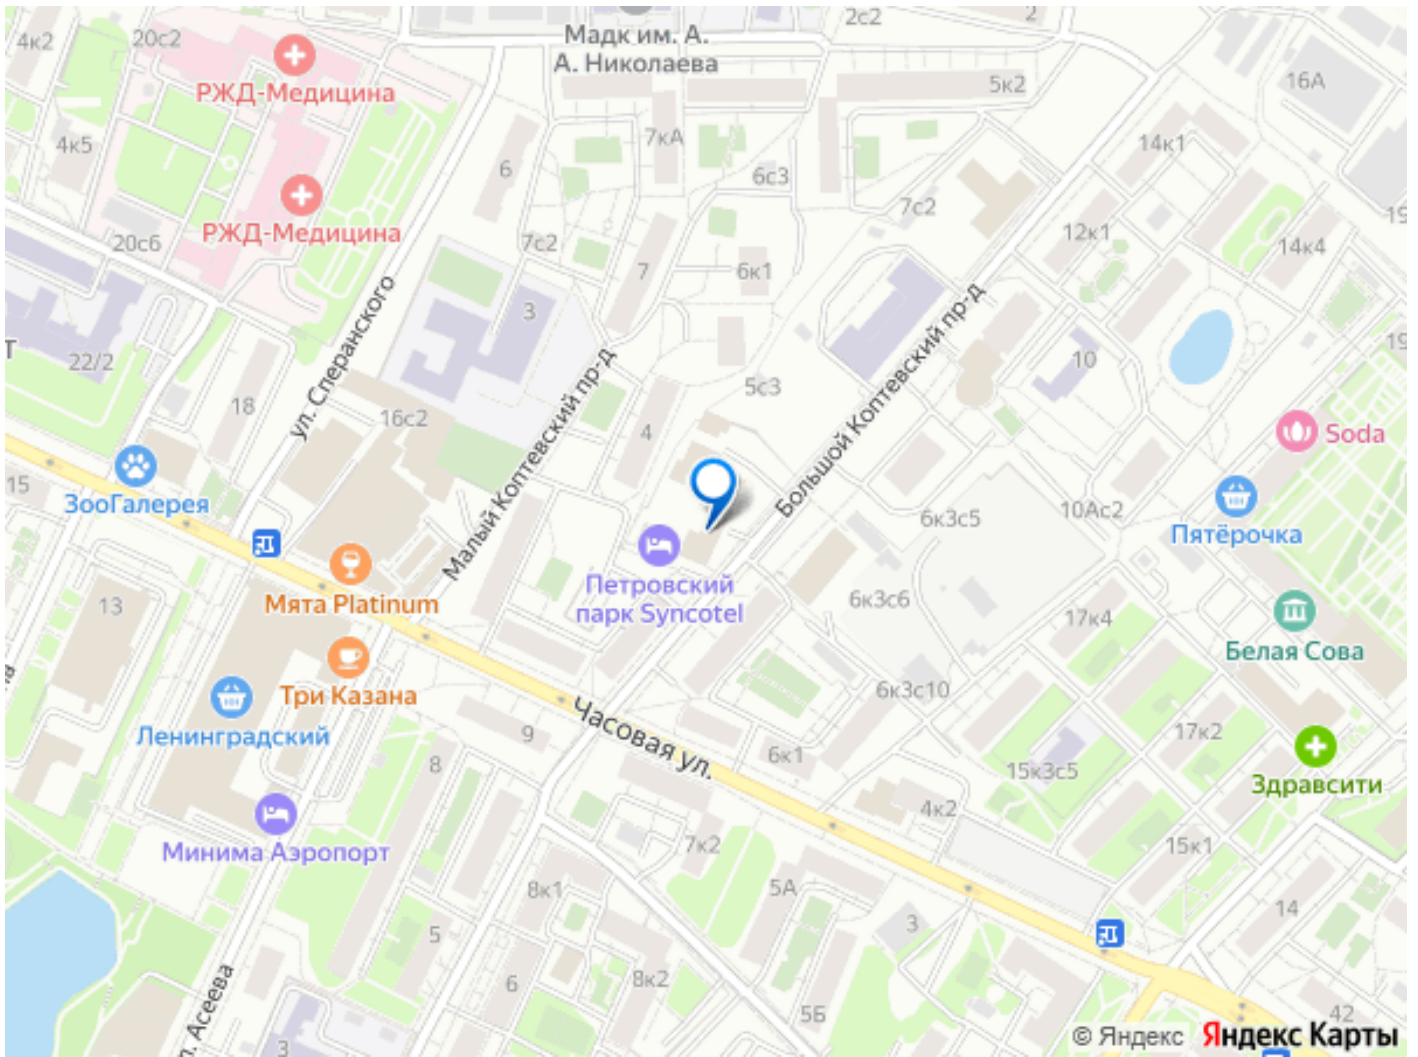 4к2
20с2
РЖД-Медицина
4к5
РЖД-Медицина
20с6
22/2
18
ул. Сперанского
16с2
Мадк им. А.
А. Николаева
2с2
2
5к2
16А
7кА
6
6с3
7с2
14к1
12к1
14к4
19
7с2
7
6к1
3
Малый Коптевский пр-д
Большой Коптевский пр-д
10
19
5с3
4
Soda
15
ЗооГалерея
Пятёрочка
10Ас2
6к3с5
Мята Platinum
Петровский
парк Syncotel
13
6к3с6
17к4
Белая Сова
Три Казана
Ленинградский
6к3с10
9
Часовая ул.
8
6к1
17к2
15к3с5
Здравсити
4к2
Минима Аэропорт
7к2
15к1
8к1
5А
3
14
5
6
8к2
5Б
42
3
л. Асеева
© Яндекс Яндекс Карты